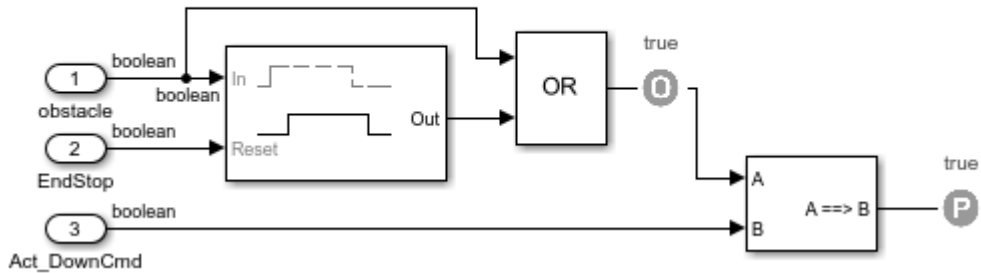 boolean
1
obstacle
boolean
boolean
2
EndStop
boolean
3
Act_DownCmd
In
Reset
Out
OR
true
O
A
B
A ==> B
true
P